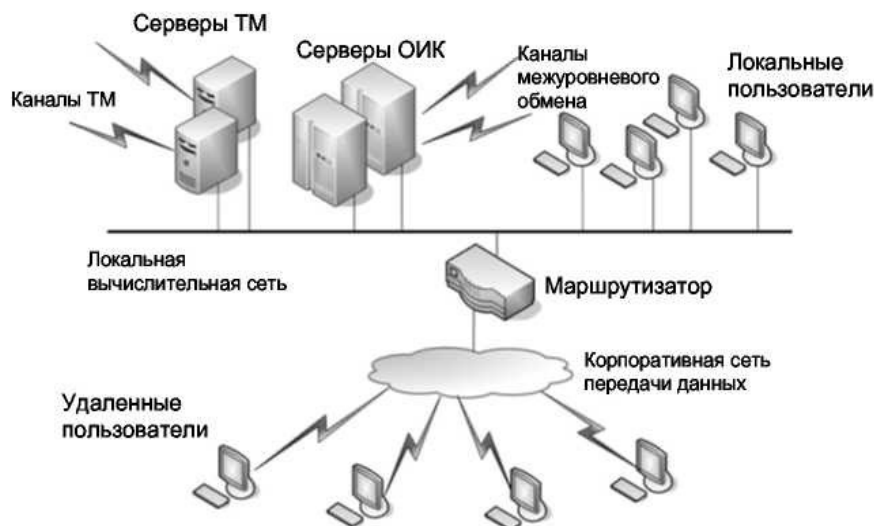 Серверы ТМ
Серверы ОИК
Каналы
межуровневого
обмена
Локальные
пользователи
Каналы ТМ
Локальная
вычислительная сеть
Маршрутизатор
Корпоративная сеть
передачи данных
Удаленные
пользователи